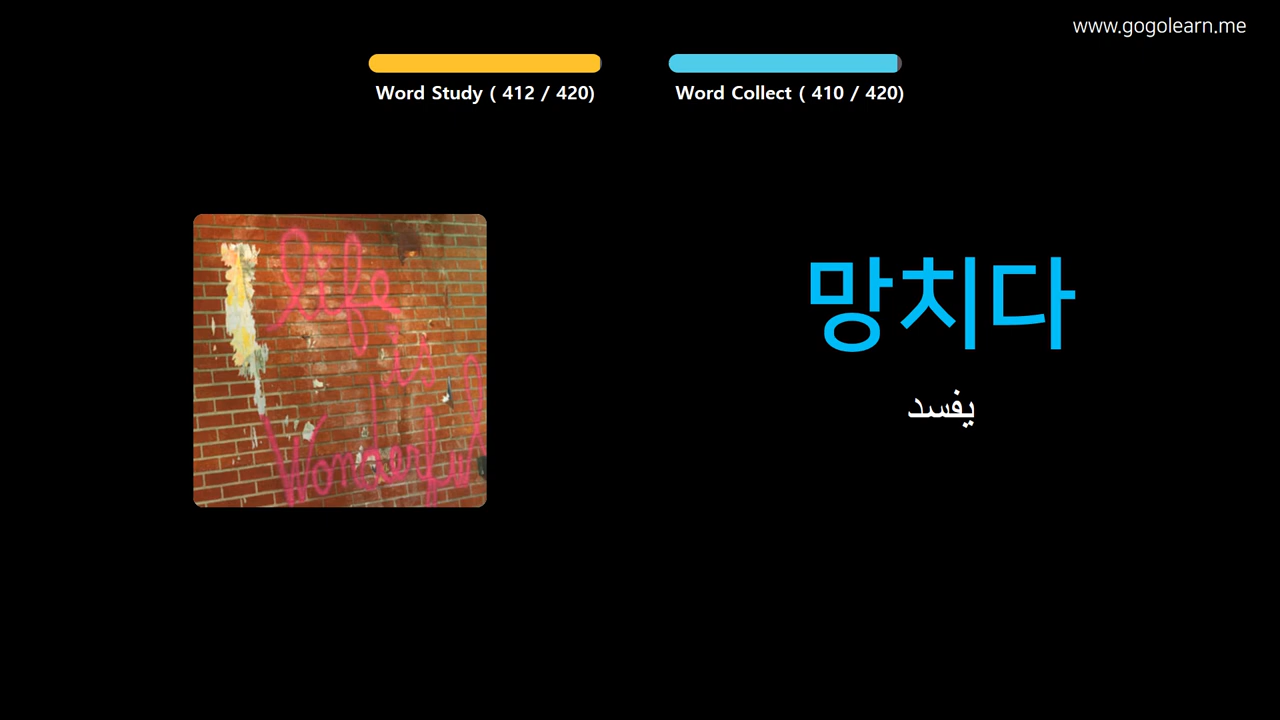 www.gogolearn.me
Word Study ( 412 / 420)
Word Collect ( 410 / 420)
life
is
Wonderful
망치다
يفسد